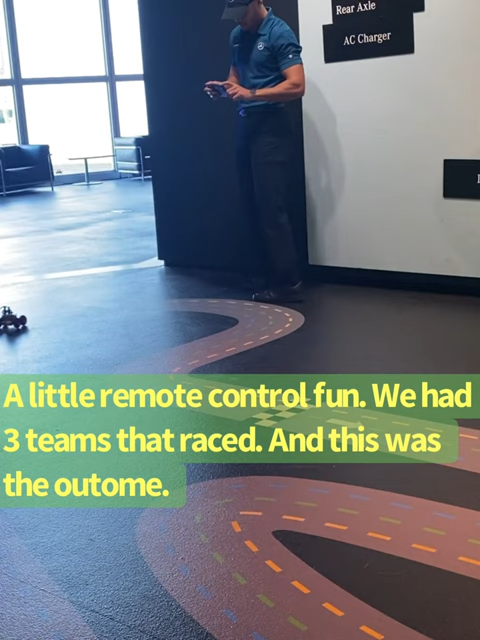 Rear Axle
AC Charger
A little remote control fun. We had
3 teams that raced. And this was
the outome.